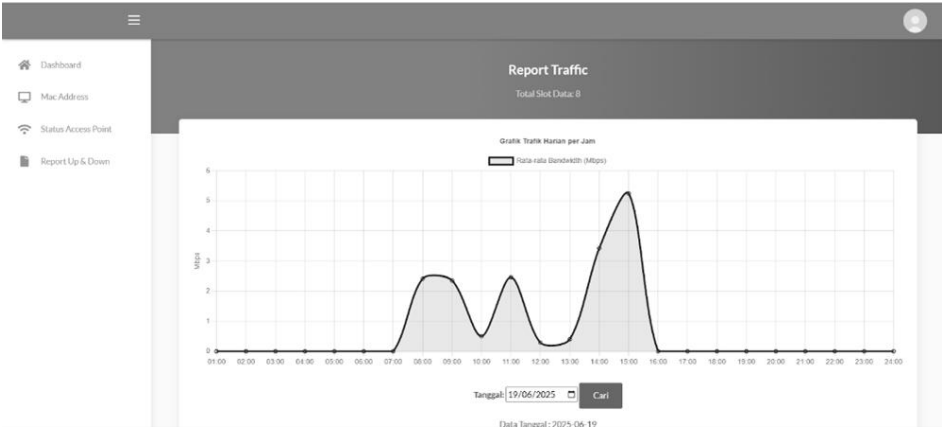 Report Traffic
Total Slot Data: 8
Dashboard
Mac Address
Status Access Point
Report Up & Down
Grafik Trafik Harian per Jam
Rata-rata Bandwidth (Mbps)
Mbps
6
5
4
3
2
1
0
01:00 02:00 03:00 04:00 05:00 06:00 07:00 08:00 09:00 10:00 11:00 12:00 13:00 14:00 15:00 16:00 17:00 18:00 19:00 20:00 21:00 22:00 23:00 24:00
Tanggal: 19/06/2025 Cari
Data Tanggal : 2025-06-19